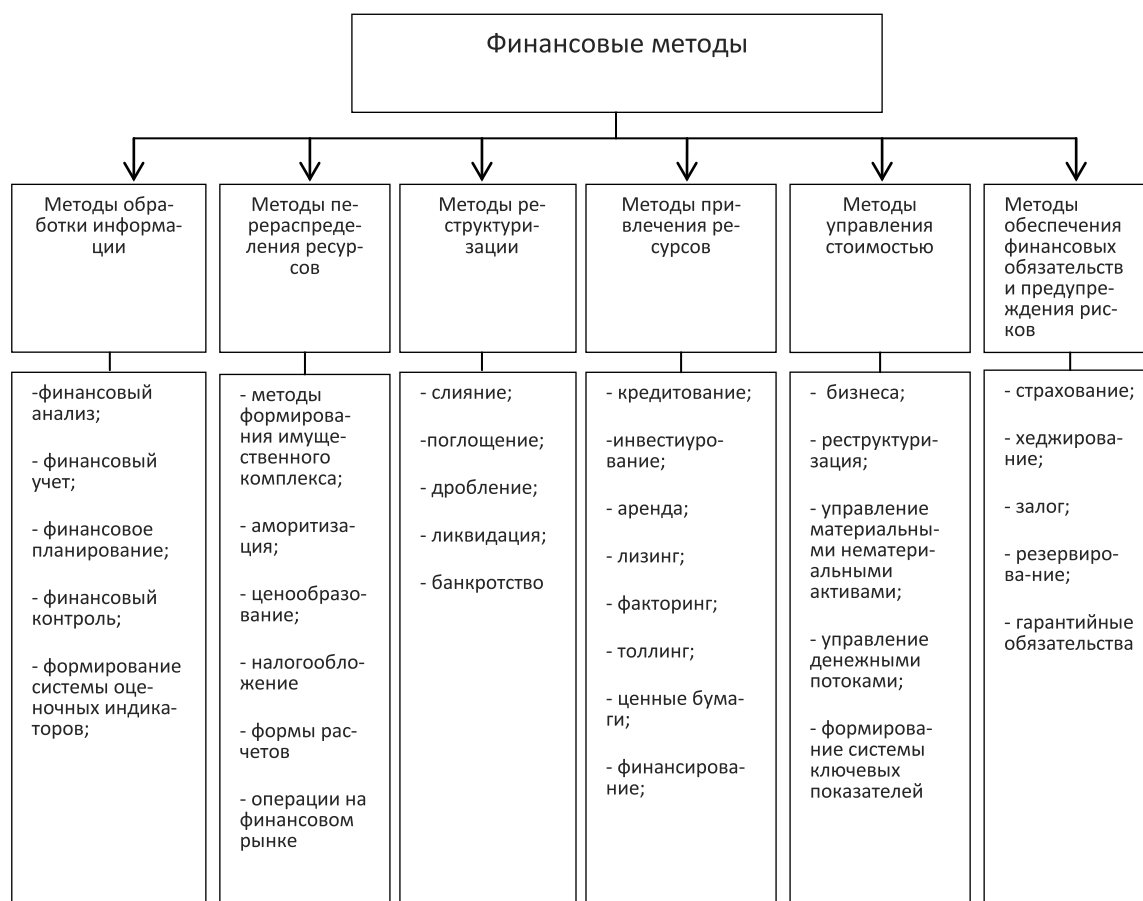 Финансовые методы
Методы обра-
ботки информа-
ции
Методы пе-
рераспреде-
ления ресур-
сов
Методы ре-
структури-
зации
Методы при-
влечения ре-
сурсов
Методы
управления
стоимостью
Методы
обеспечения
финансовых
обязательств
и предупре-
ждения рис-
ков
-финансовый
анализ;
- финансовый
учет;
- финансовое
планирование;
- финансовый
контроль;
- формирование
системы оце-
ночных индика-
торов;
- методы
формирования
имуще-
ственного
комплекса;
- аморитиза-
ция;
- ценообразо-
вание;
- налогообло-
жение
- формы рас-
четов
- операции на
финансовом
рынке
- слияние;
-поглощение;
- дробление;
- ликвидация;
- банкротство
- кредитование;
-инвестиуро-
вание;
- аренда;
- лизинг;
- факторинг;
- толлинг;
- ценные бума-
ги;
- финансирова-
ние;
- бизнеса;
- реструктури-
зация;
- управление
материальны-
ми нематери-
альными
активами;
- управление
денежными
потоками;
- формирова-
ние системы
ключевых
показателей
- страхование;
- хеджирова-
ние;
- залог;
- резервиро-
ва-ние;
- гарантийные
обязательства